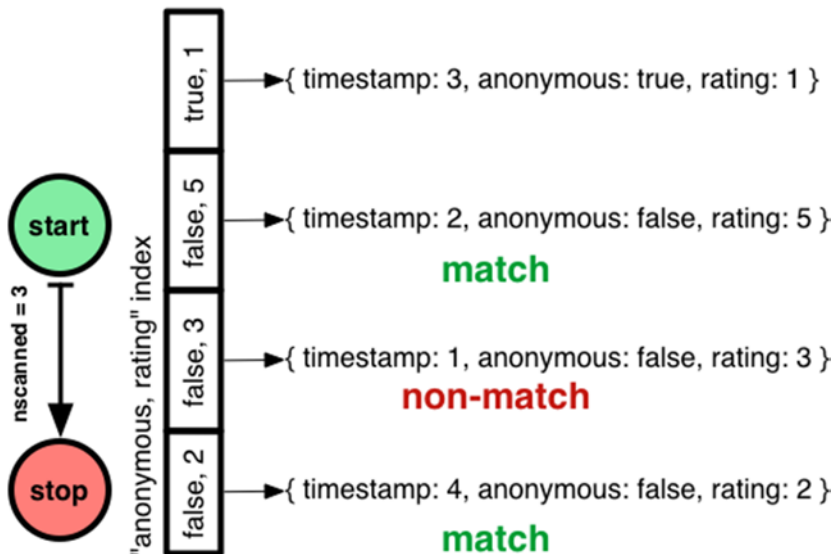 true, 1
{ timestamp: 3, anonymous: true, rating: 1 }
start
false, 5
{ timestamp: 2, anonymous: false, rating: 5 }
match
nscanned = 3
"anonymous, rating" index
false, 3
{ timestamp: 1, anonymous: false, rating: 3 }
non-match
stop
false, 2
{ timestamp: 4, anonymous: false, rating: 2 }
match